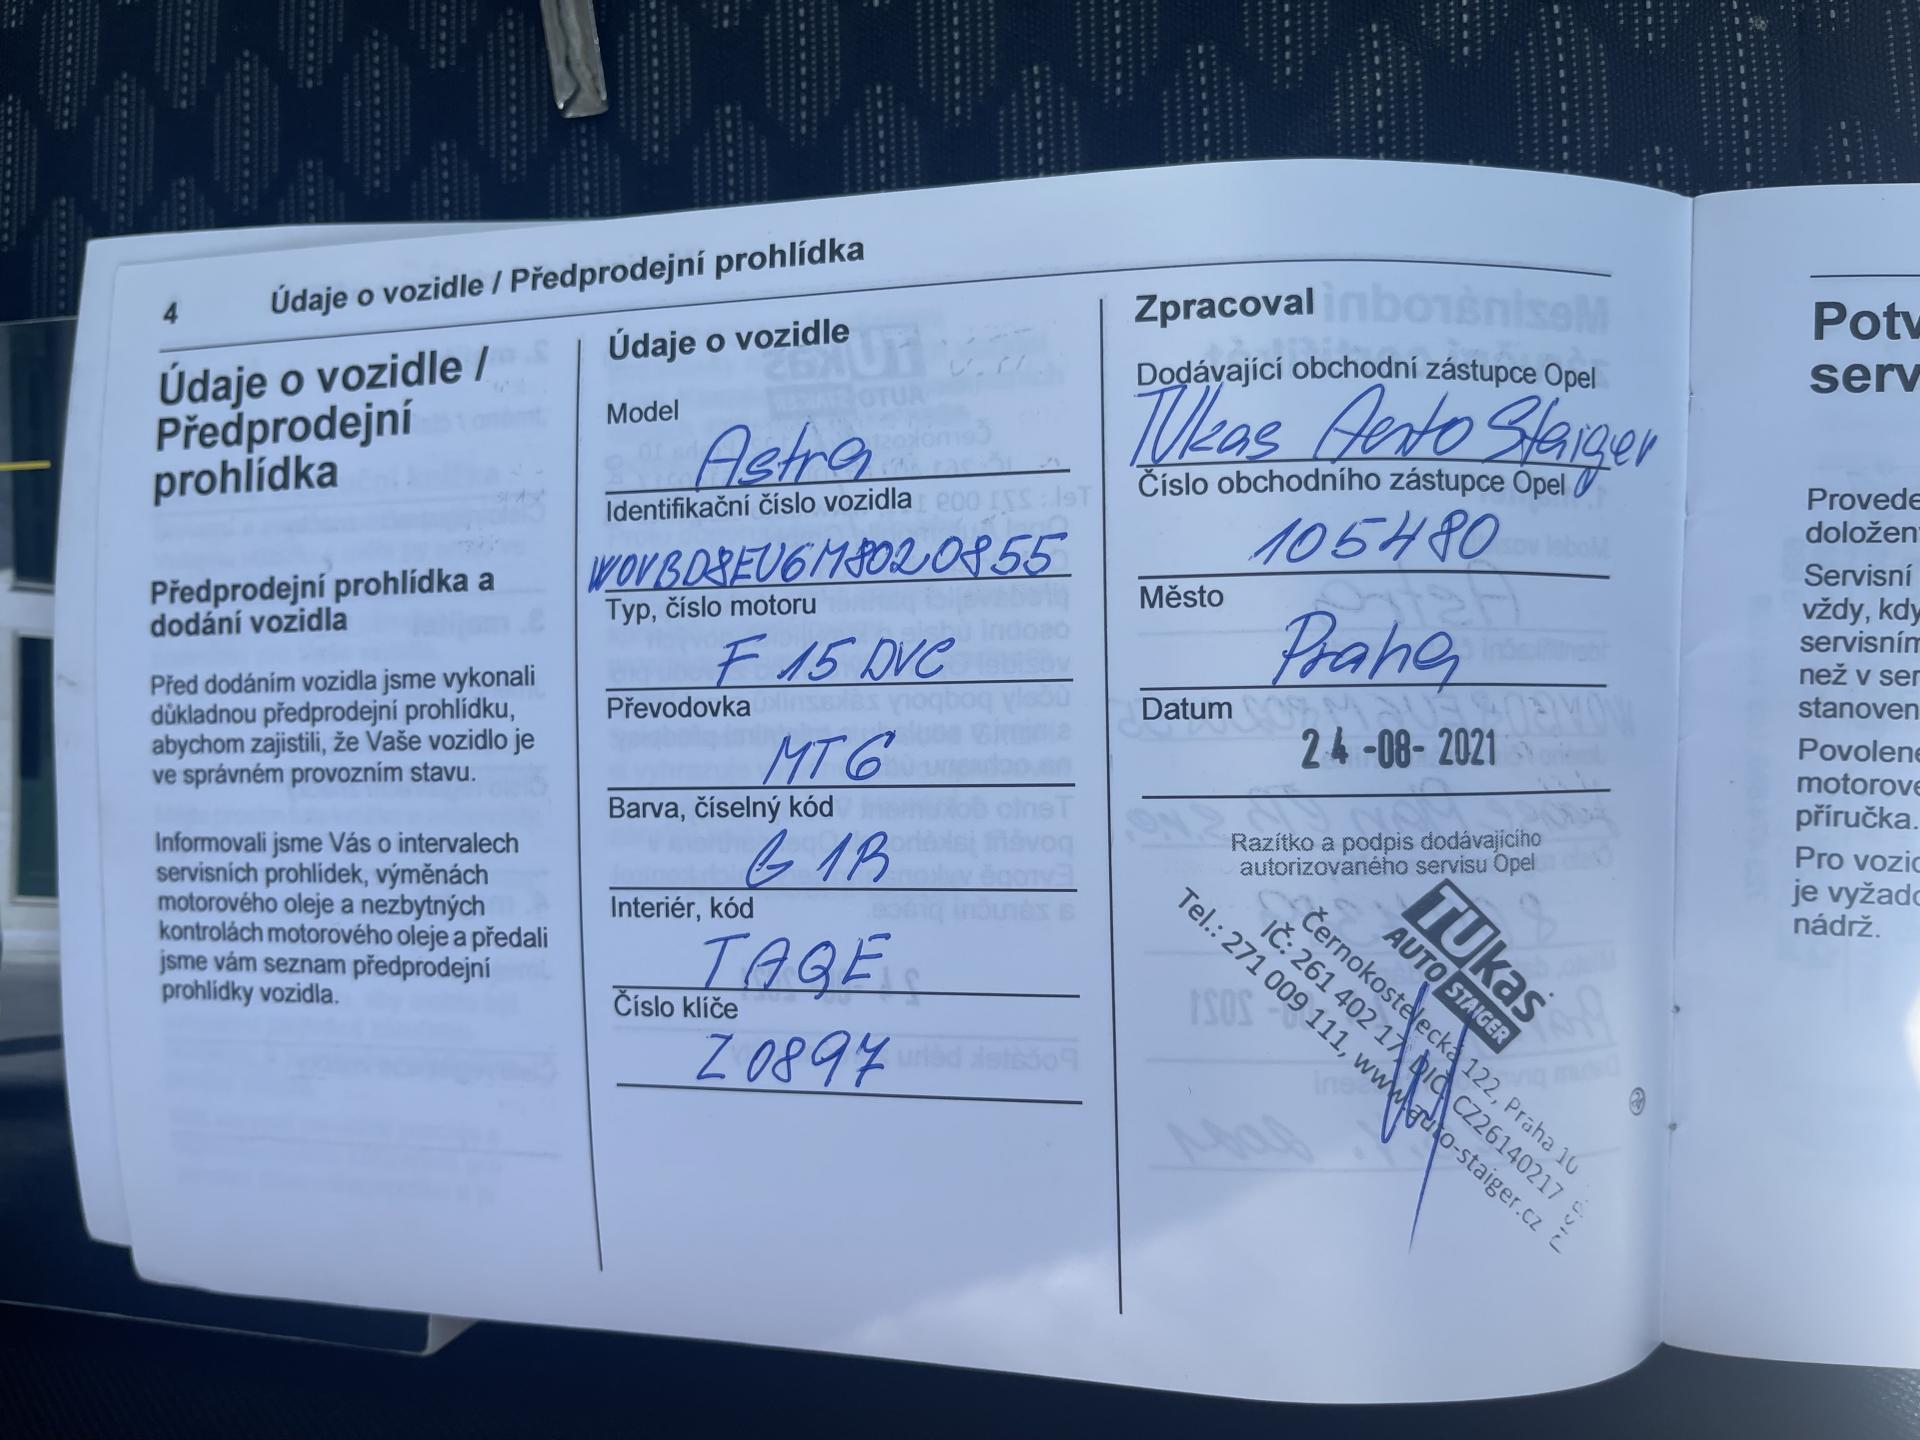 4 Údaje o vozidle / Předprodejní prohlídka
Údaje o vozidle /
Předprodejní
prohlídka
Předprodejní prohlídka a
dodání vozidla
Před dodáním vozidla jsme vykonali
důkladnou předprodejní prohlídku,
abychom zajistili, že Vaše vozidlo je
ve správném provozním stavu.
Informovali jsme Vás o intervalech
servisních prohlídek, výměnách
motorového oleje a nezbytných
kontrolách motorového oleje a předali
jsme vám seznam předprodejní
prohlídky vozidla.
Údaje o vozidle
Model
Astra
Identifikační číslo vozidla
W0VBD8EU6M8020855
Typ, číslo motoru
F 15 DVC
Převodovka
MT6
Barva, číselný kód
G1B
Interiér, kód
TAQE
Číslo klíče
Z0897
Zpracoval
Dodávající obchodní zástupce Opel
TUkas Auto Staiger
Číslo obchodního zástupce Opel
105480
Město
Praha
Datum
24-08-2021
Razítko a podpis dodávajícího
autorizovaného servisu Opel
TUkas
AUTO STAIGER
Černokostelecká 122, Praha 10
IČ: 261 402 17, DIČ: CZ26140217
Tel.: 271 009 111, www.auto-staiger.cz
Potv
serv
Provede
doložen
Servisní
vždy, kdy
servisním
než v ser
stanoven
Povolené
motorové
příručka.
Pro vozid
je vyžado
nádrž.